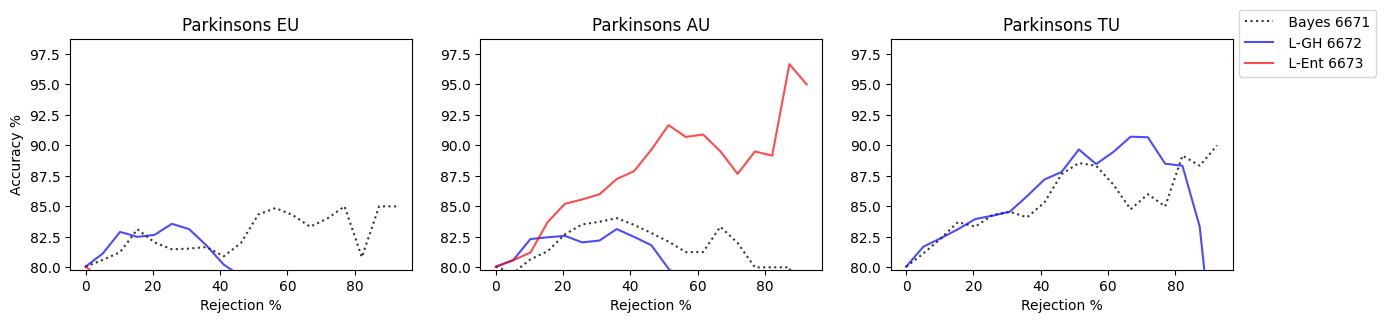 Parkinsons EU
Parkinsons AU
Parkinsons TU
Bayes 6671
L-GH 6672
L-Ent 6673
Accuracy %
97.5
95.0
92.5
90.0
87.5
85.0
82.5
80.0
0 20 40 60 80
Rejection %
97.5
95.0
92.5
90.0
87.5
85.0
82.5
80.0
0 20 40 60 80
Rejection %
97.5
95.0
92.5
90.0
87.5
85.0
82.5
80.0
0 20 40 60 80
Rejection %